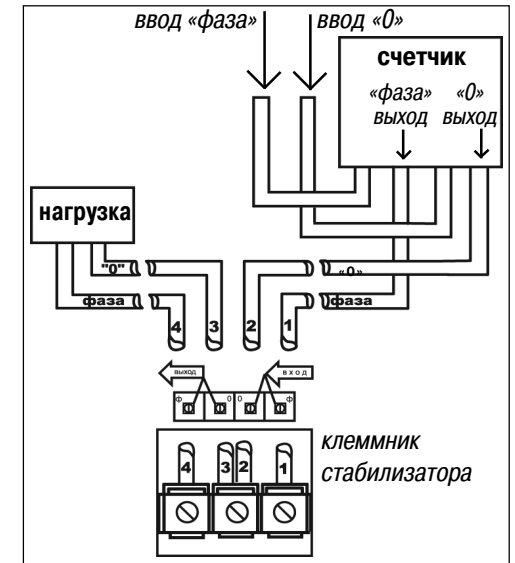 ввод «фаза» ввод «0»
счетчик
«фаза» «0»
выход выход
нагрузка
"0" «0»
фаза фаза
4 3 2 1
выход вход
Ф 0 0 Ф
4 3 2 1
клеммник
стабилизатора